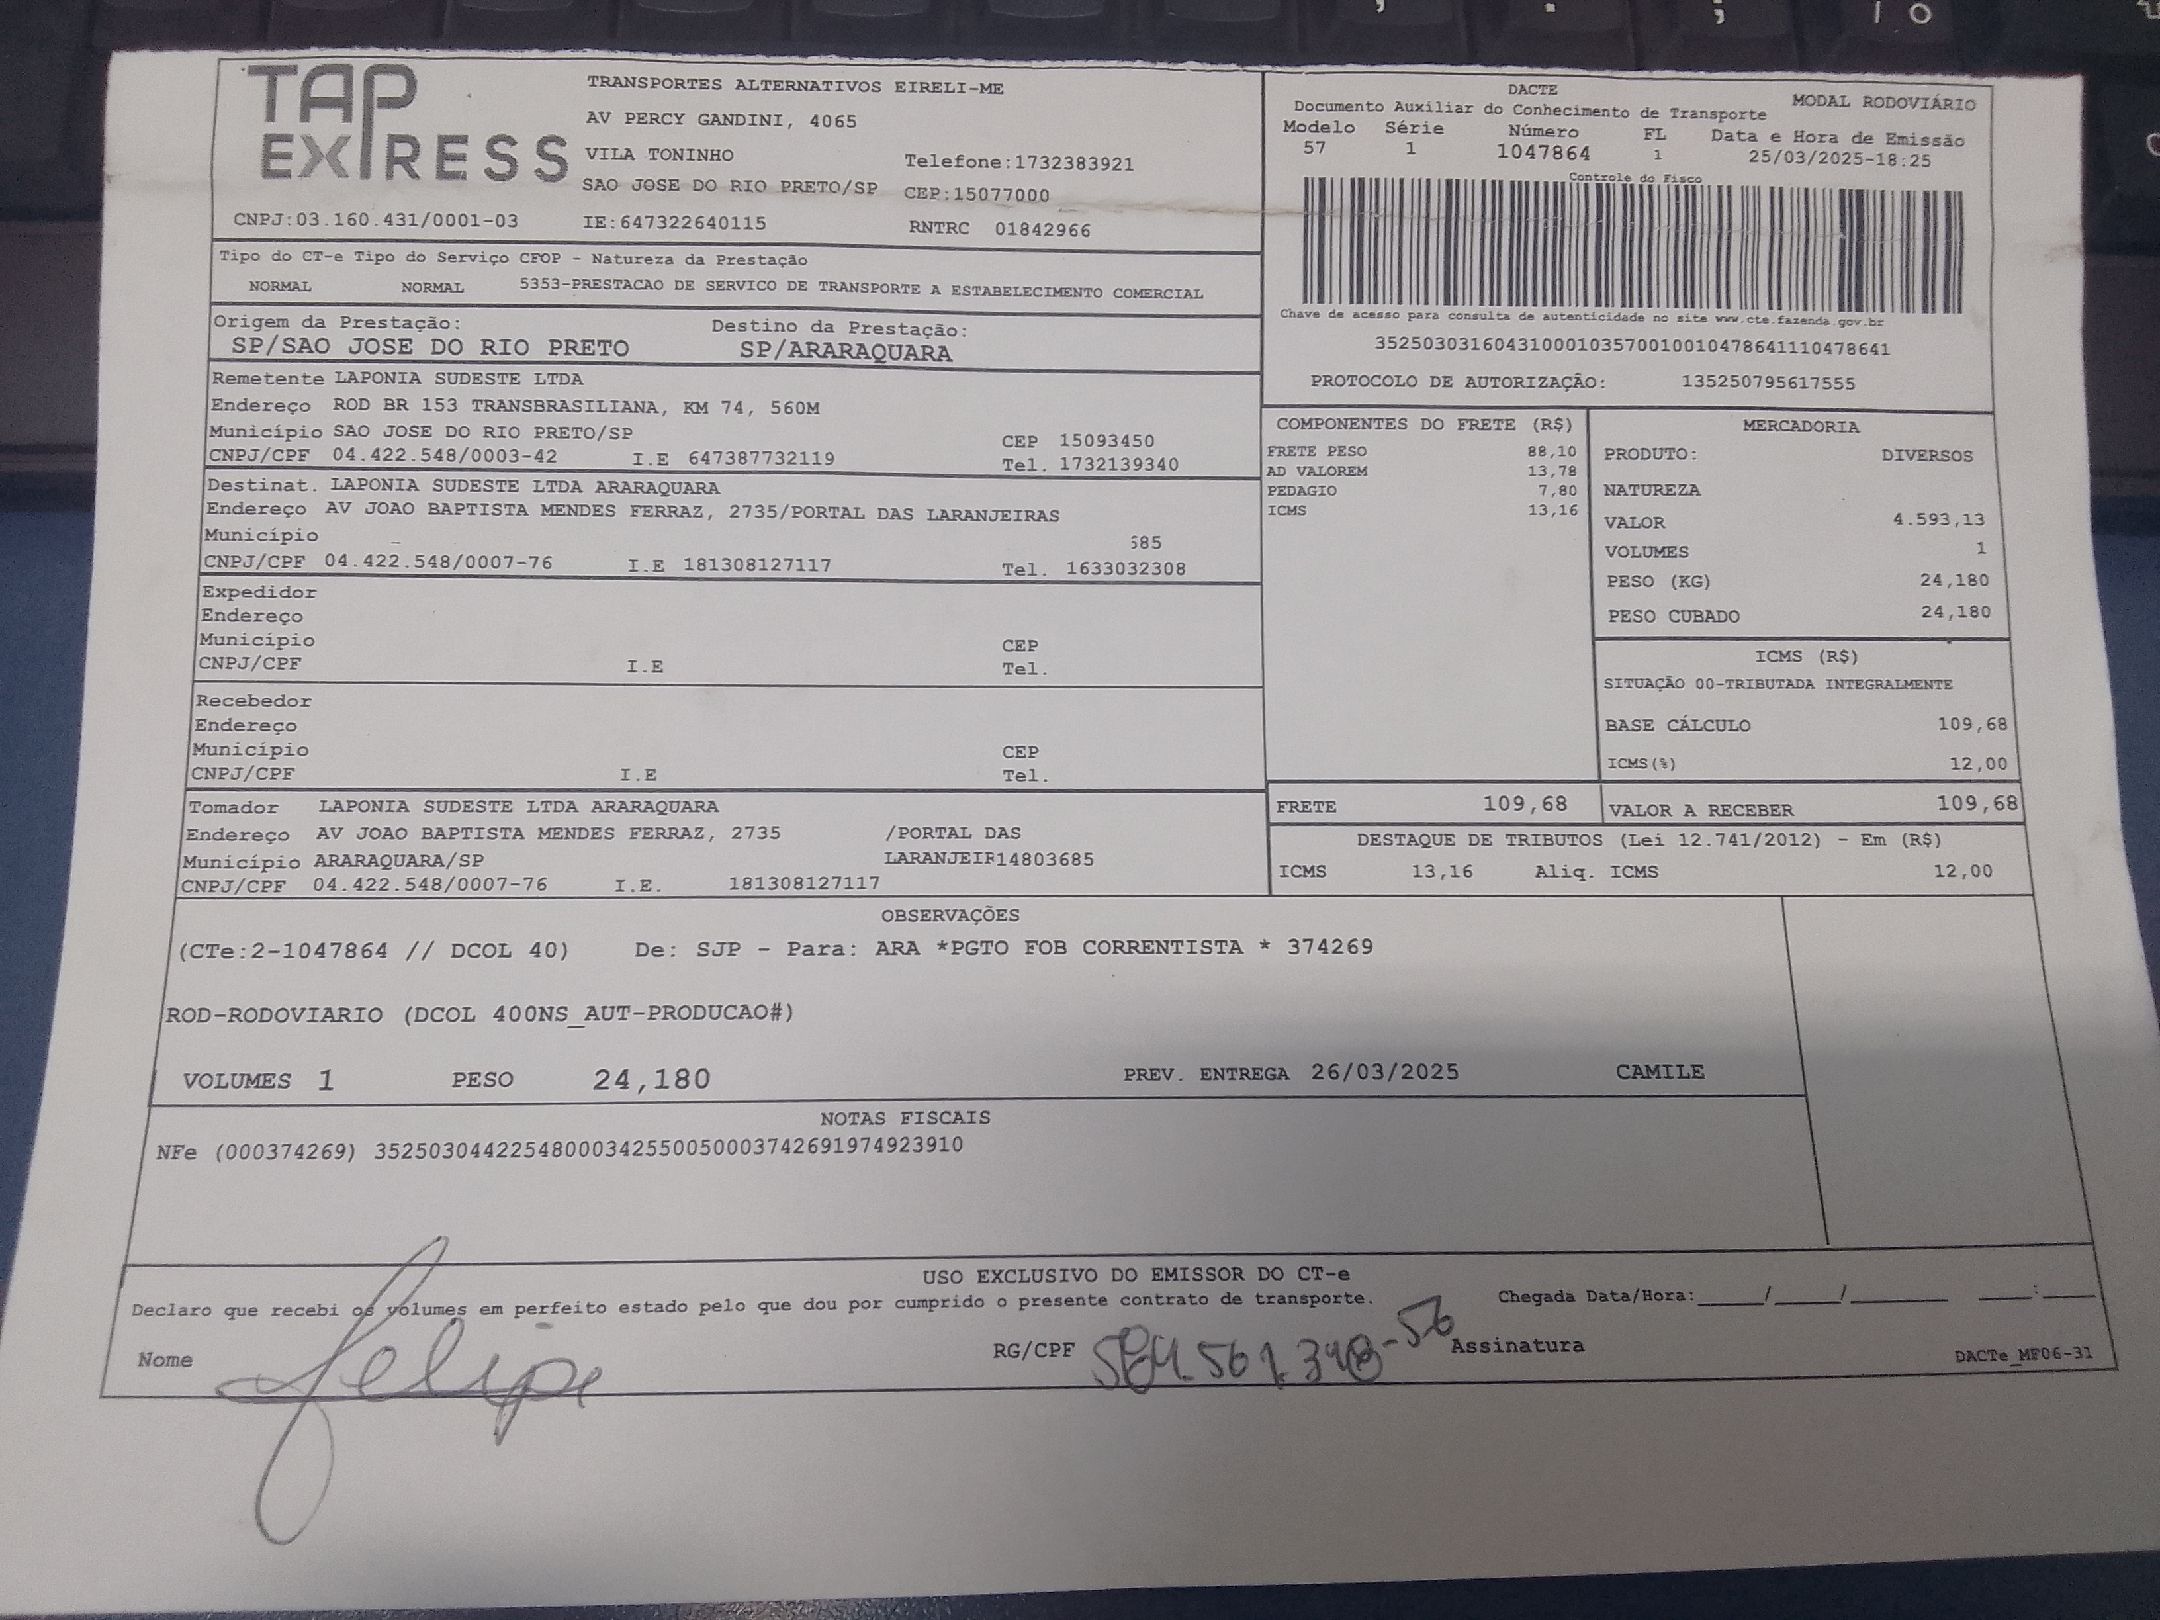 TAP EXPRESS
TRANSPORTES ALTERNATIVOS EIRELI-ME
AV PERCY GANDINI, 4065
VILA TONINHO Telefone:1732383921
SAO JOSE DO RIO PRETO/SP CEP:15077000
CNPJ:03.160.431/0001-03 IE:647322640115 RNTRC 01842966
DACTE MODAL RODOVIÁRIO
Documento Auxiliar do Conhecimento de Transporte
Modelo Série Número FL Data e Hora de Emissão
57 1 1047864 1 25/03/2025-18:25
Controle do Fisco
Chave de acesso para consulta de autenticidade no site www.cte.fazenda.gov.br
35250303160431000103570010010478641110478641
PROTOCOLO DE AUTORIZAÇÃO: 135250795617555
Tipo do CT-e Tipo do Serviço CFOP - Natureza da Prestação
NORMAL NORMAL 5353-PRESTACAO DE SERVICO DE TRANSPORTE A ESTABELECIMENTO COMERCIAL
Origem da Prestação: Destino da Prestação:
SP/SAO JOSE DO RIO PRETO SP/ARARAQUARA
Remetente LAPONIA SUDESTE LTDA
Endereço ROD BR 153 TRANSBRASILIANA, KM 74, 560M
Município SAO JOSE DO RIO PRETO/SP CEP 15093450
CNPJ/CPF 04.422.548/0003-42 I.E 647387732119 Tel. 1732139340
Destinat. LAPONIA SUDESTE LTDA ARARAQUARA
Endereço AV JOAO BAPTISTA MENDES FERRAZ, 2735/PORTAL DAS LARANJEIRAS
Município 685
CNPJ/CPF 04.422.548/0007-76 I.E 181308127117 Tel. 1633032308
Expedidor
Endereço
Município CEP
CNPJ/CPF I.E Tel.
Recebedor
Endereço
Município CEP
CNPJ/CPF I.E Tel.
Tomador LAPONIA SUDESTE LTDA ARARAQUARA
Endereço AV JOAO BAPTISTA MENDES FERRAZ, 2735 /PORTAL DAS
Município ARARAQUARA/SP LARANJEIR14803685
CNPJ/CPF 04.422.548/0007-76 I.E. 181308127117
COMPONENTES DO FRETE (R$)
FRETE PESO 88,10
AD VALOREM 13,78
PEDAGIO 7,80
ICMS 13,16
MERCADORIA
PRODUTO: DIVERSOS
NATUREZA
VALOR 4.593,13
VOLUMES 1
PESO (KG) 24,180
PESO CUBADO 24,180
ICMS (R$)
SITUAÇÃO 00-TRIBUTADA INTEGRALMENTE
BASE CÁLCULO 109,68
ICMS(%) 12,00
FRETE 109,68 VALOR A RECEBER 109,68
DESTAQUE DE TRIBUTOS (Lei 12.741/2012) - Em (R$)
ICMS 13,16 Aliq. ICMS 12,00
OBSERVAÇÕES
(CTe:2-1047864 // DCOL 40) De: SJP - Para: ARA *PGTO FOB CORRENTISTA * 374269
ROD-RODOVIARIO (DCOL 400NS_AUT-PRODUCAO#)
VOLUMES 1 PESO 24,180 PREV. ENTREGA 26/03/2025 CAMILE
NOTAS FISCAIS
NFe (000374269) 35250304422548000342550050003742691974923910
USO EXCLUSIVO DO EMISSOR DO CT-e
Declaro que recebi os volumes em perfeito estado pelo que dou por cumprido o presente contrato de transporte. Chegada Data/Hora:____/____/________ ____:____
Nome Felipe RG/CPF Assinatura
DACTe_MF06-31